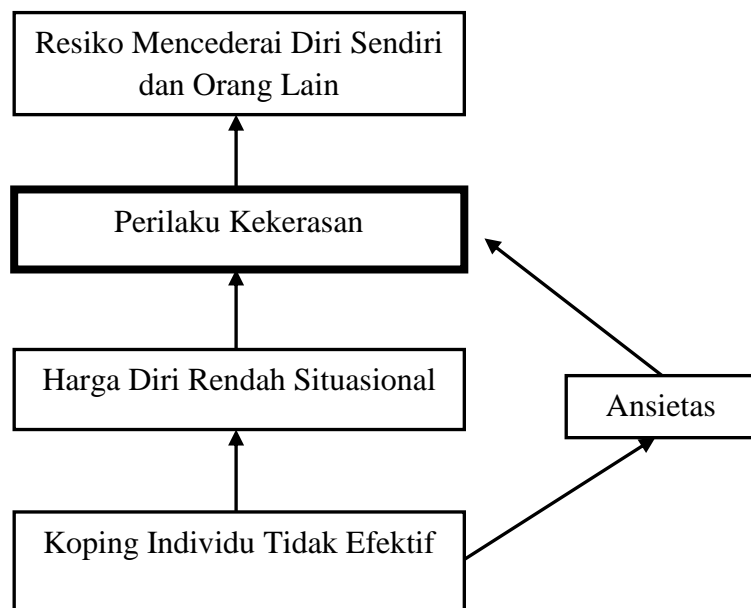 Resiko Mencederai Diri Sendiri
dan Orang Lain
Perilaku Kekerasan
Harga Diri Rendah Situasional
Ansietas
Koping Individu Tidak Efektif